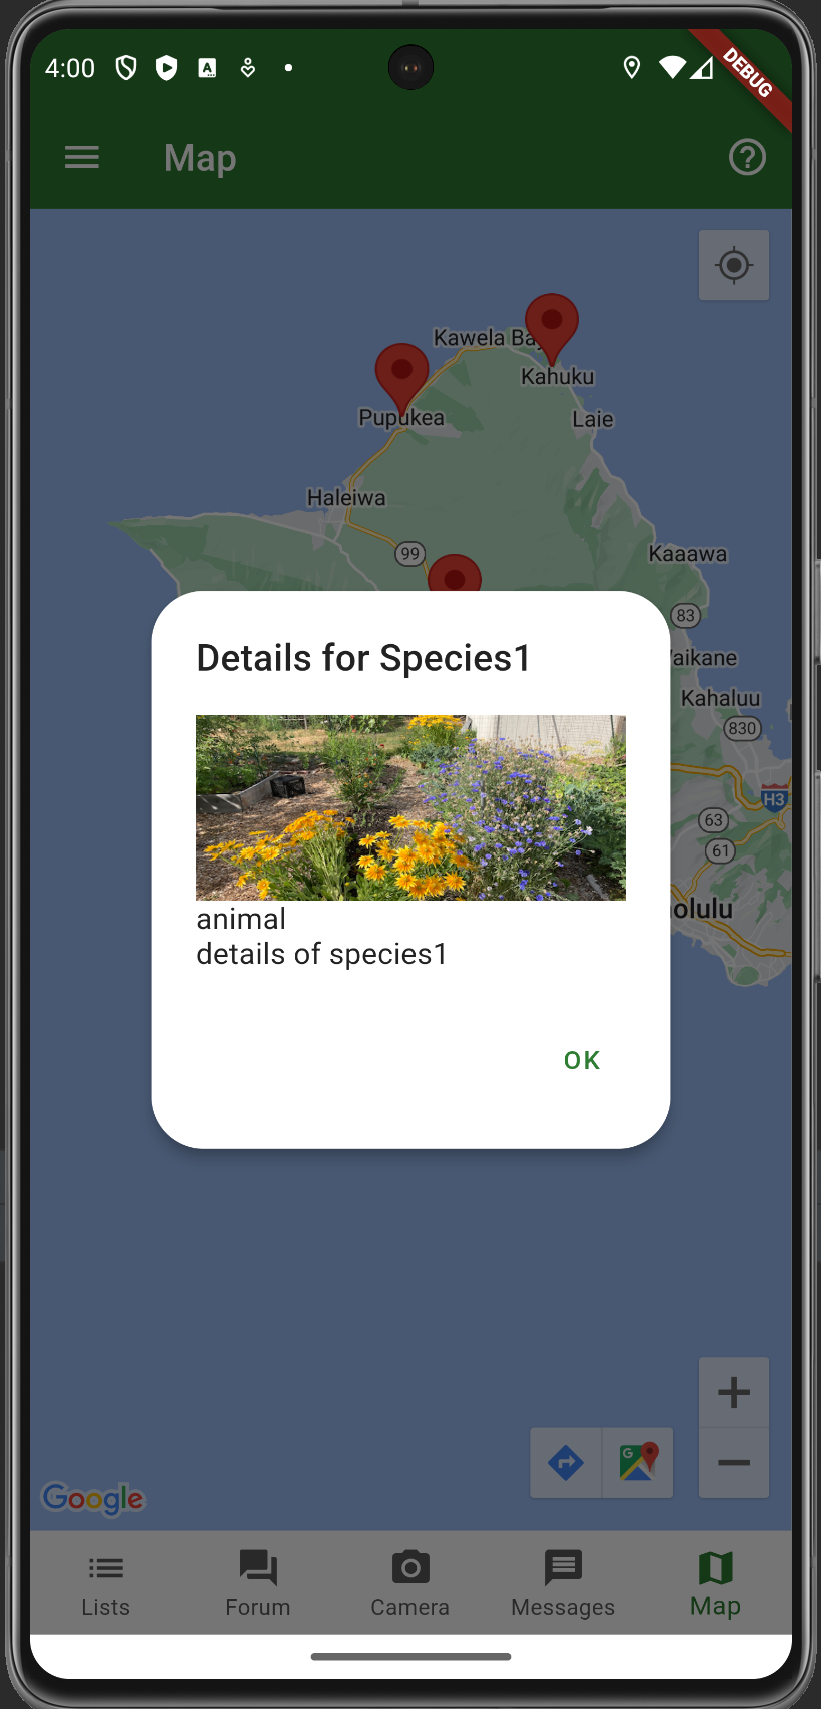 4:00
DEBUG
Map
Kawela Ba
Kahuku
Pupukea
Laie
Haleiwa
99
Kaaawa
83
aikane
Kahaluu
830
H3
63
61
olulu
Details for Species1
animal
details of species1
OK
Google
Lists
Forum
Camera
Messages
Map